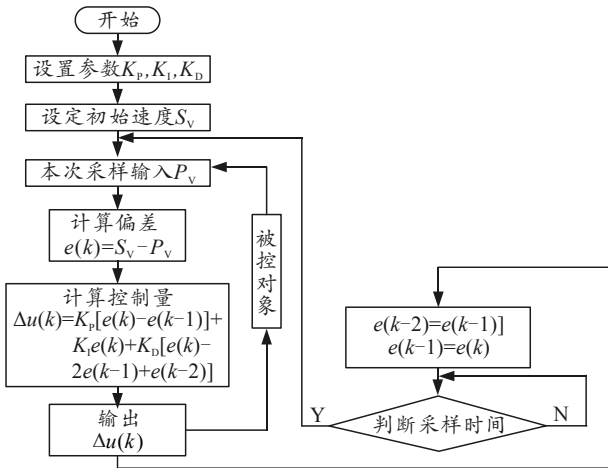 开始
设置参数K_P,K_I,K_D
设定初始速度S_V
本次采样输入P_V
计算偏差
e(k)=S_V−P_V
计算控制量
Δu(k)=K_P[e(k)−e(k−1)]+
K_Ie(k)+K_D[e(k)−
2e(k−1)+e(k−2)]
输出
Δu(k)
被控对象
e(k−2)=e(k−1)]
e(k−1)=e(k)
Y
判断采样时间
N